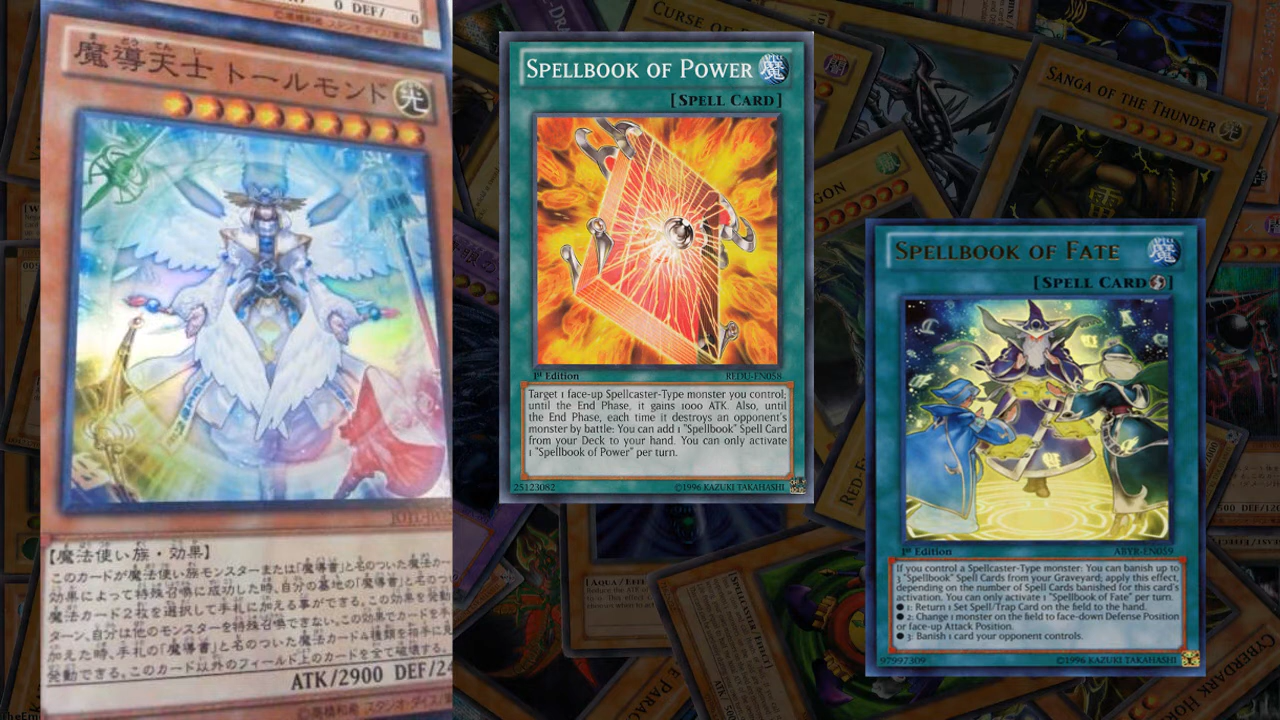 0 DEF/ 0
魔導天士 トールモンド
光
【魔法使い族・効果】
このカードが魔法使い族モンスターまたは「魔導書」と名のついた魔法カー
効果によって特殊召喚に成功した時、自分の墓地の「魔導書」と名のつ
魔法カード2枚を選択して手札に加える事ができる。この効果を発動
ターン、自分は他のモンスターを特殊召喚できない。この効果でカードを手
加えた時、手札の「魔導書」と名のついた魔法カード4種類を相手に見
発動できる。このカード以外のフィールド上のカードを全て破壊する。
ATK/2900 DEF/24
SPELLBOOK OF POWER
魔
[SPELL CARD]
1st Edition
REDU-EN058
Target 1 face-up Spellcaster-Type monster you control;
until the End Phase, it gains 1000 ATK. Also, until
the End Phase, each time it destroys an opponent's
monster by battle: You can add 1 "Spellbook" Spell Card
from your Deck to your hand. You can only activate
1 "Spellbook of Power" per turn.
25123082
©1996 KAZUKI TAKAHASHI
SPELLBOOK OF FATE
魔
[SPELL CARD]
1st Edition
ABYR-EN059
If you control a Spellcaster-Type monster: You can banish up to
3 "Spellbook" Spell Cards from your Graveyard; apply this effect,
depending on the number of Spell Cards banished for this card's
activation. You can only activate 1 "Spellbook of Fate" per turn.
● 1: Return 1 Set Spell/Trap Card on the field to the hand.
● 2: Change 1 monster on the field to face-down Defense Position
or face-up Attack Position.
● 3: Banish 1 card your opponent controls.
97997309
©1996 KAZUKI TAKAHASHI
CURSE OF
SANGA OF THE THUNDER
雷
CYBERDARK HOR